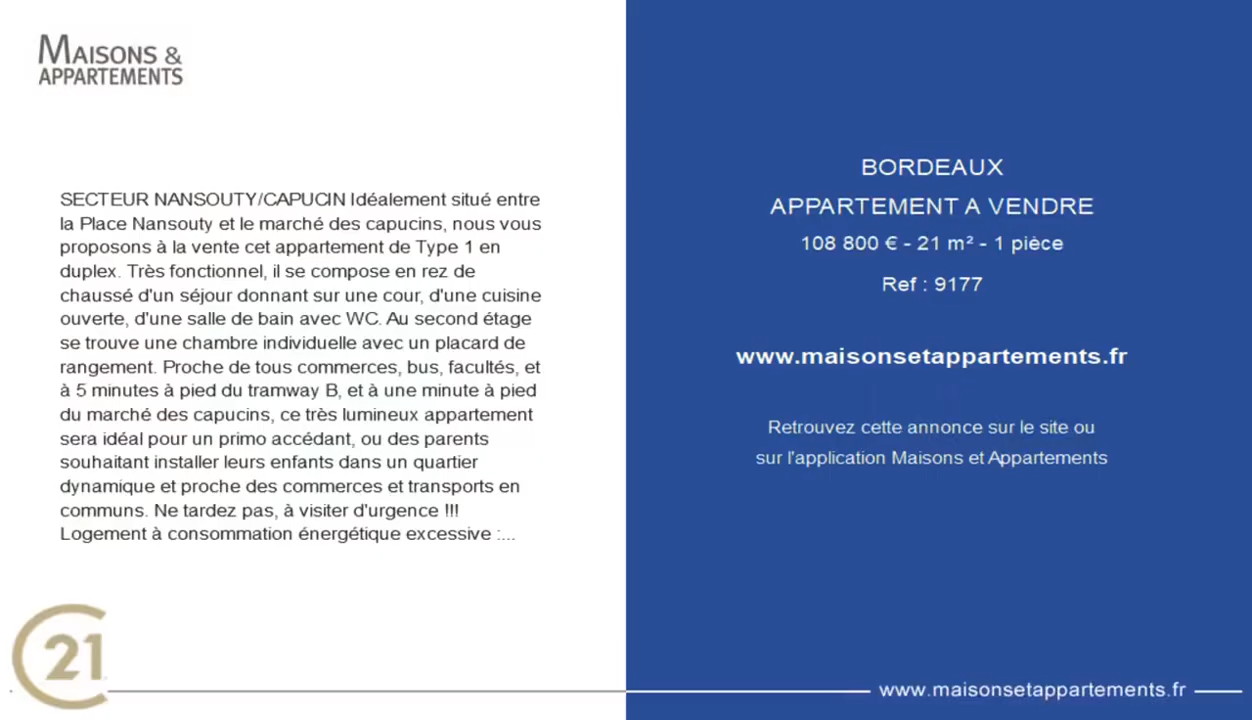 MAISONS &
APPARTEMENTS
SECTEUR NANSOUTY/CAPUCIN Idéalement situé entre
la Place Nansouty et le marché des capucins, nous vous
proposons à la vente cet appartement de Type 1 en
duplex. Très fonctionnel, il se compose en rez de
chaussé d'un séjour donnant sur une cour, d'une cuisine
ouverte, d'une salle de bain avec WC. Au second étage
se trouve une chambre individuelle avec un placard de
rangement. Proche de tous commerces, bus, facultés, et
à 5 minutes à pied du tramway B, et à une minute à pied
du marché des capucins, ce très lumineux appartement
sera idéal pour un primo accédant, ou des parents
souhaitant installer leurs enfants dans un quartier
dynamique et proche des commerces et transports en
communs. Ne tardez pas, à visiter d'urgence !!!
Logement à consommation énergétique excessive :...
C21
BORDEAUX
APPARTEMENT A VENDRE
108 800 € - 21 m² - 1 pièce
Ref : 9177
www.maisonsetappartements.fr
Retrouvez cette annonce sur le site ou
sur l'application Maisons et Appartements
www.maisonsetappartements.fr